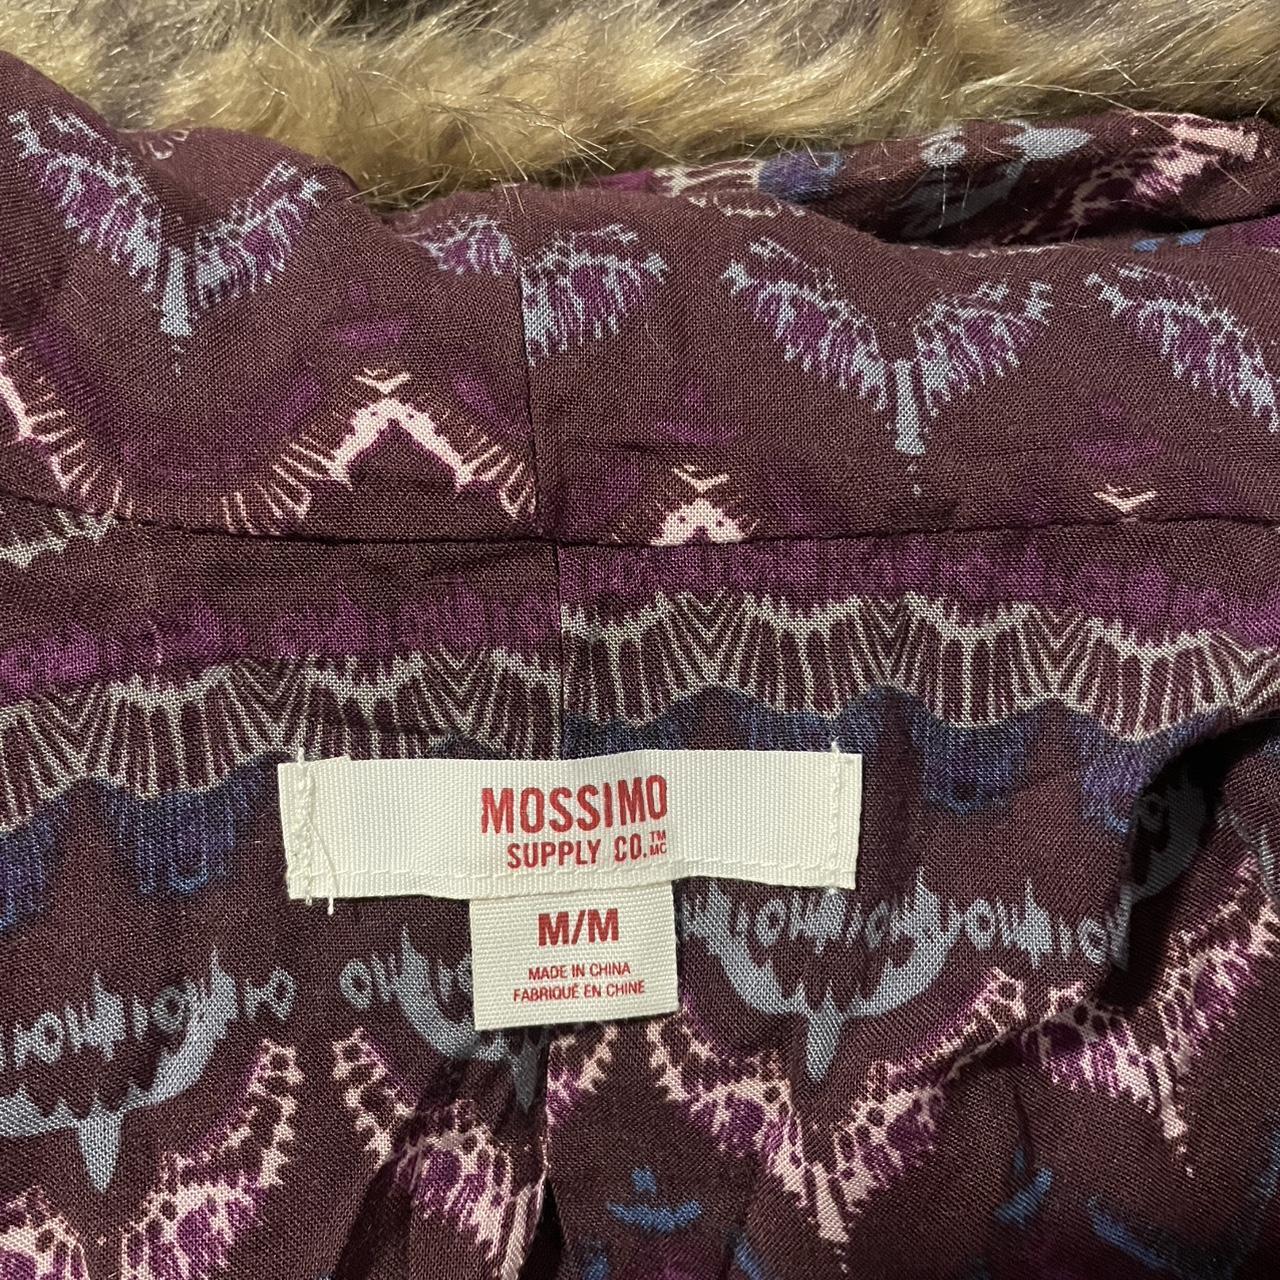 MOSSIMO
SUPPLY CO.™ MC
M/M
MADE IN CHINA
FABRIQUÉ EN CHINE